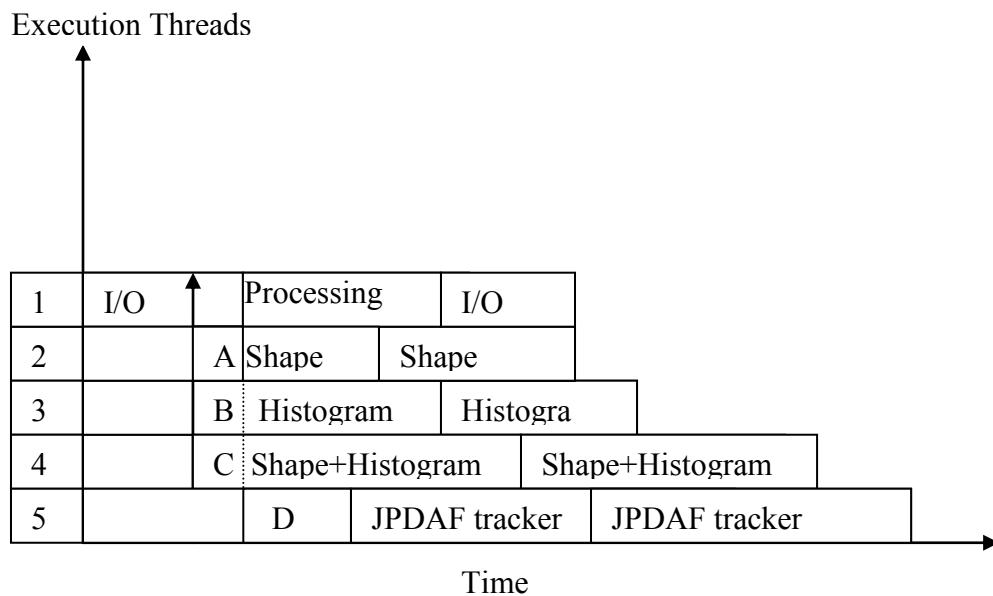 Execution Threads
1 I/O Processing I/O
2 A Shape Shape
3 B Histogram Histogra
4 C Shape+Histogram Shape+Histogram
5 D JPDAF tracker JPDAF tracker
Time